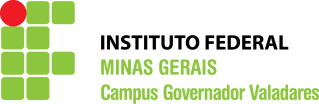 INSTITUTO FEDERAL
MINAS GERAIS
Campus Governador Valadares